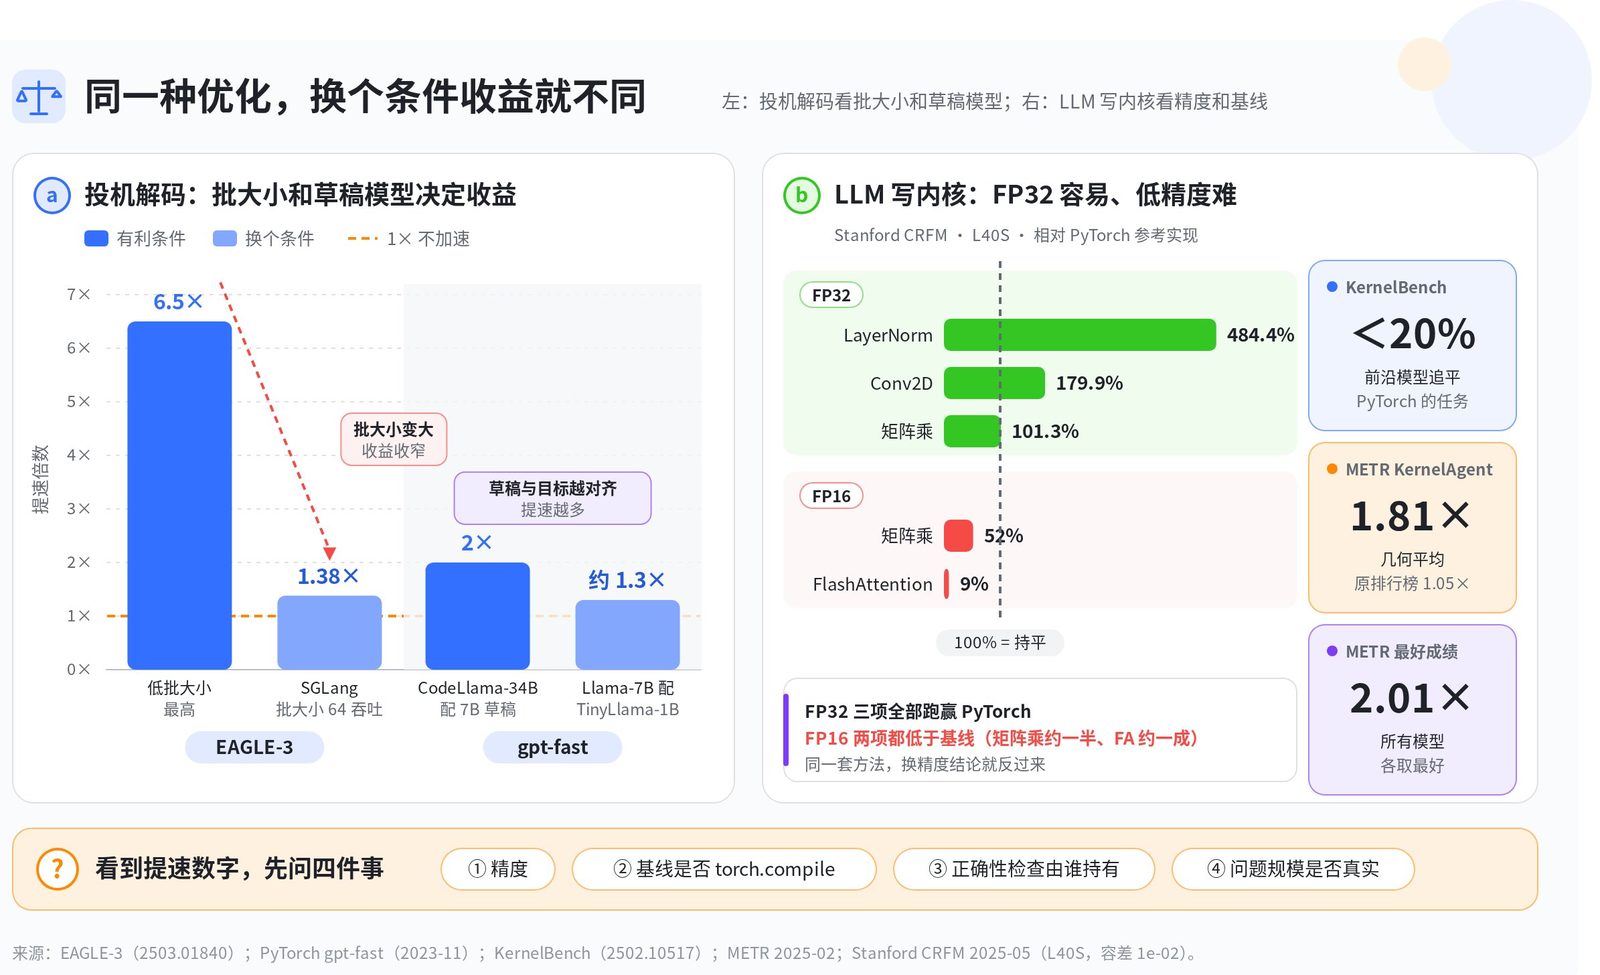 同一种优化，换个条件收益就不同
左：投机解码看批大小和草稿模型；右：LLM 写内核看精度和基线
a
投机解码：批大小和草稿模型决定收益
有利条件
换个条件
1× 不加速
提速倍数
7×
6×
5×
4×
3×
2×
1×
0×
6.5×
1.38×
2×
约 1.3×
批大小变大
收益收窄
草稿与目标越对齐
提速越多
低批大小
最高
SGLang
批大小 64 吞吐
CodeLlama-34B
配 7B 草稿
Llama-7B 配
TinyLlama-1B
EAGLE-3
gpt-fast
b
LLM 写内核：FP32 容易、低精度难
Stanford CRFM · L40S · 相对 PyTorch 参考实现
FP32
LayerNorm
484.4%
Conv2D
179.9%
矩阵乘
101.3%
FP16
矩阵乘
52%
FlashAttention
9%
100% = 持平
FP32 三项全部跑赢 PyTorch
FP16 两项都低于基线（矩阵乘约一半、FA 约一成）
同一套方法，换精度结论就反过来
KernelBench
<20%
前沿模型追平
PyTorch 的任务
METR KernelAgent
1.81×
几何平均
原排行榜 1.05×
METR 最好成绩
2.01×
所有模型
各取最好
?
看到提速数字，先问四件事
① 精度
② 基线是否 torch.compile
③ 正确性检查由谁持有
④ 问题规模是否真实
来源：EAGLE-3（2503.01840）；PyTorch gpt-fast（2023-11）；KernelBench（2502.10517）；METR 2025-02；Stanford CRFM 2025-05（L40S，容差 1e-02）。